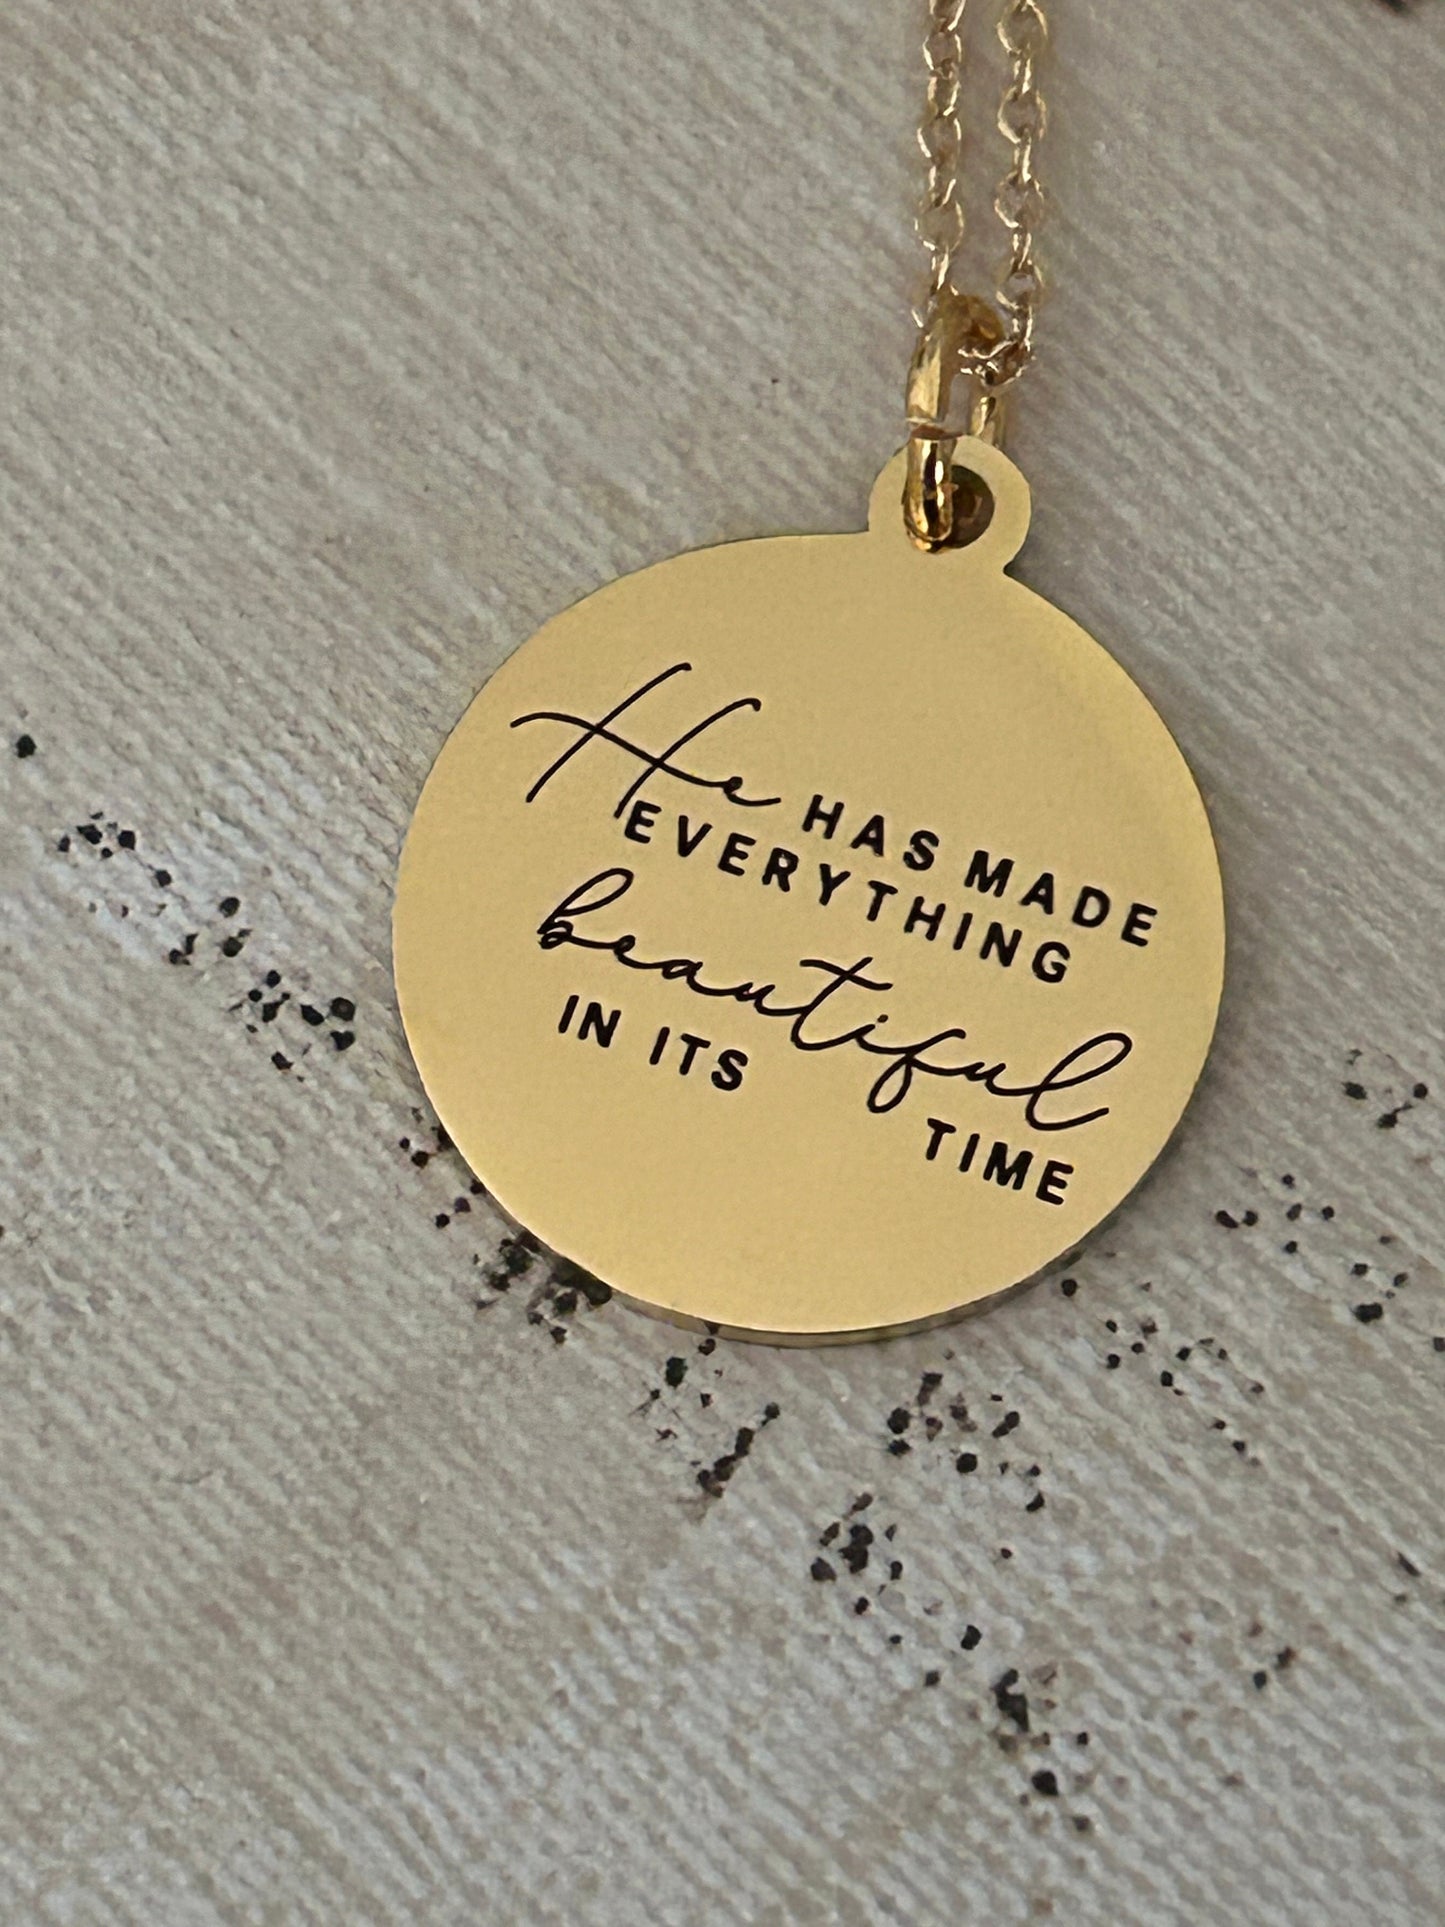 He HAS MADE
EVERYTHING
beautiful
IN ITS
TIME